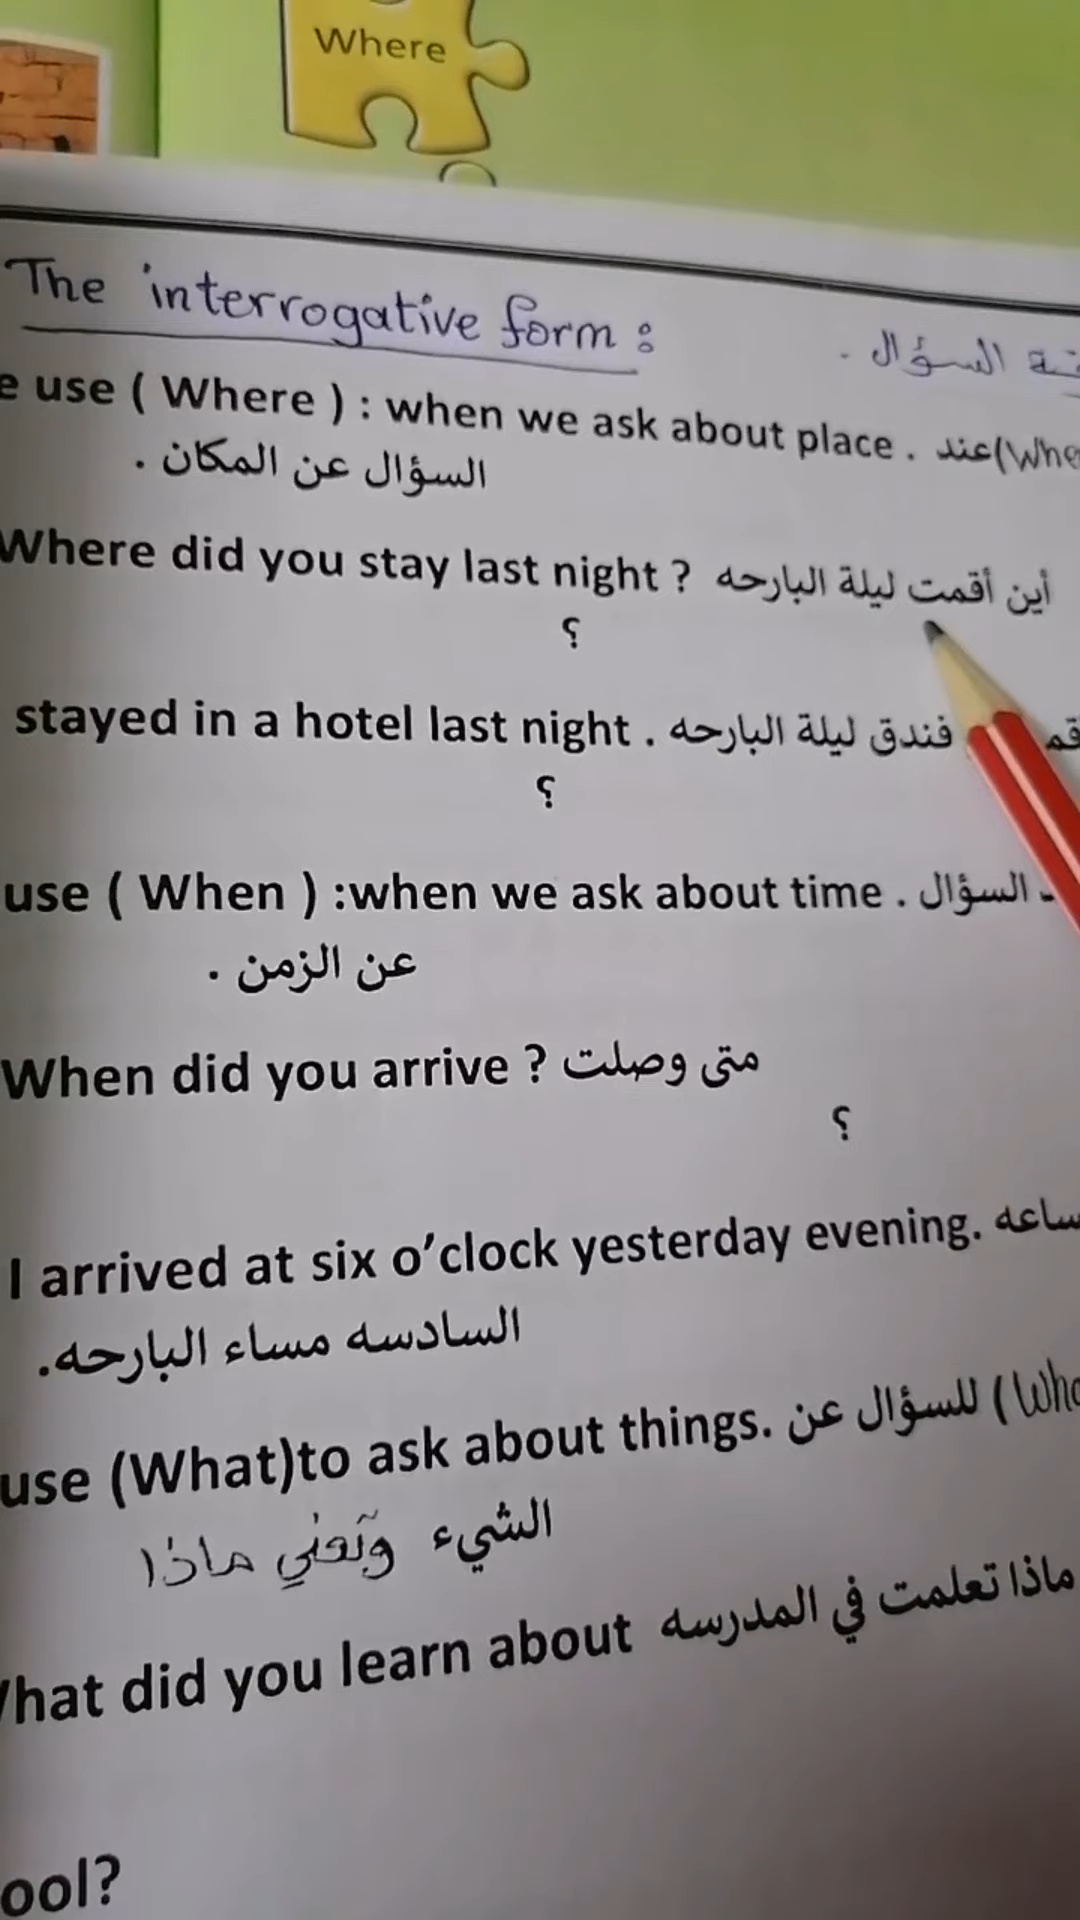 Where
The interrogative form :
السؤال .
use ( Where ) : when we ask about place . عند
السؤال عن المكان .
Where did you stay last night ? أين أقمت ليلة البارحه
؟
stayed in a hotel last night . فندق ليلة البارحه
؟
use ( When ) :when we ask about time . السؤال
عن الزمن .
When did you arrive ? متى وصلت
؟
I arrived at six o’clock yesterday evening.
السادسه مساء البارحه.
use (What)to ask about things. للسؤال عن
الشيء وتعني ماذا
What did you learn about ماذا تعلمت في المدرسه